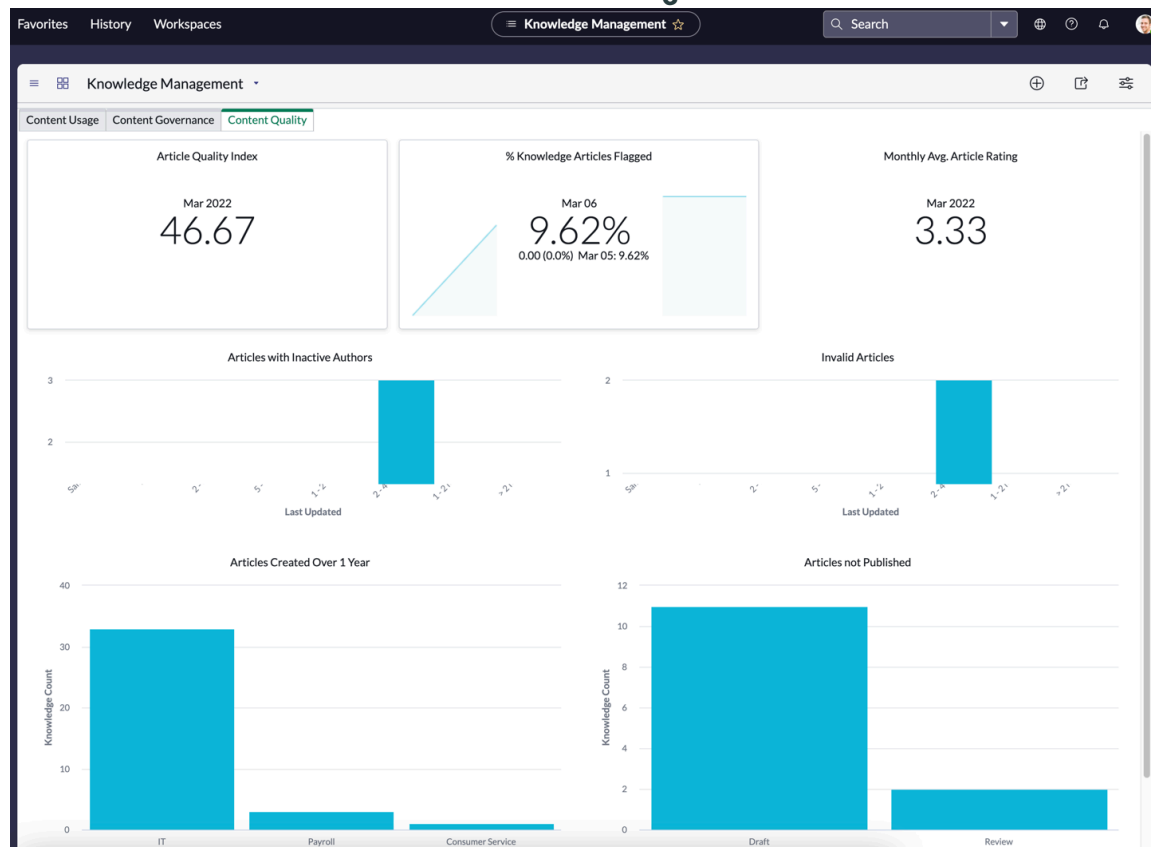 Favorites History Workspaces Knowledge Management Search
Knowledge Management
Content Usage Content Governance Content Quality
Article Quality Index
Mar 2022
46.67
% Knowledge Articles Flagged
Mar 06
9.62%
0.00 (0.0%) Mar 05: 9.62%
Monthly Avg. Article Rating
Mar 2022
3.33
Articles with Inactive Authors
3
2
Last Updated
Invalid Articles
2
1
Last Updated
Articles Created Over 1 Year
Knowledge Count
40
30
20
10
0
IT Payroll Consumer Service
Articles not Published
Knowledge Count
12
10
8
6
4
2
0
Draft Review